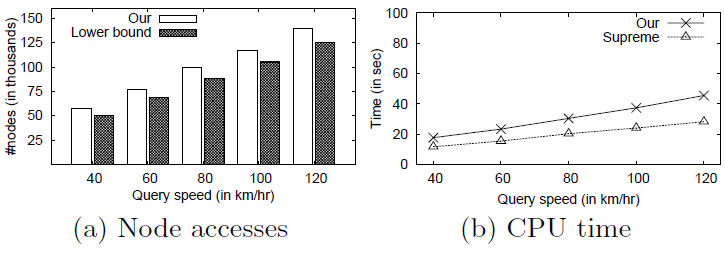 #nodes (in thousands)
150
125
100
75
50
25
Our
Lower bound
40 60 80 100 120
Query speed (in km/hr)
(a) Node accesses
Time (in sec)
100
80
60
40
20
0
Our
Supreme
40 60 80 100 120
Query speed (in km/hr)
(b) CPU time